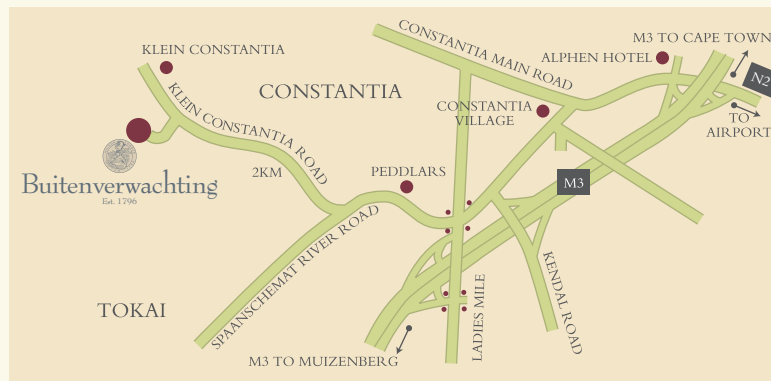 M3 TO CAPE TOWN
KLEIN CONSTANTIA
CONSTANTIA MAIN ROAD
ALPHEN HOTEL
N2
CONSTANTIA
KLEIN CONSTANTIA ROAD
CONSTANTIA
VILLAGE
TO
AIRPORT
2KM
PEDDLARS
M3
Buitenverwachting
Est. 1796
SPAANSCHEMAT RIVER ROAD
KENDAL ROAD
LADIES MILE
TOKAI
M3 TO MUIZENBERG